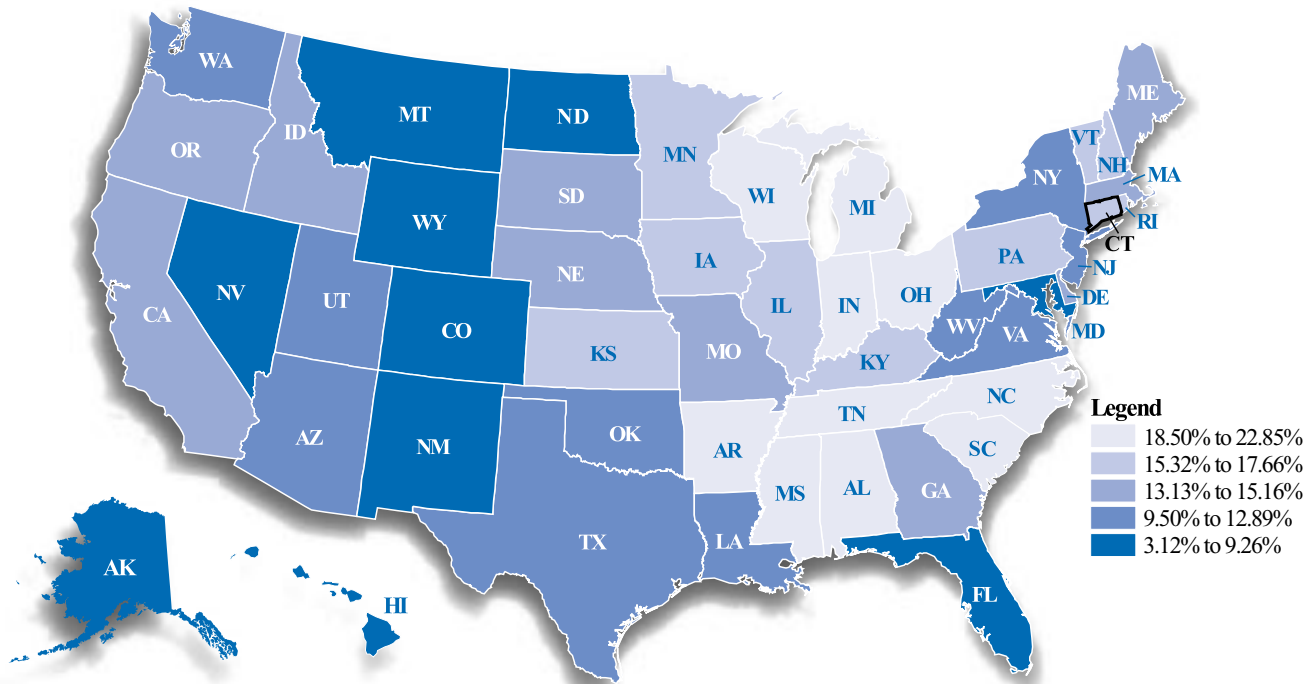 WA
MT
ND
ME
OR
ID
MN
VT
NH
MA
WI
NY
SD
MI
RI
WY
CT
IA
PA
NE
NV
UT
IL
IN
OH
NJ
DE
CA
CO
WV
VA
MD
KS
MO
KY
NC
TN
Legend
AZ
NM
OK
AR
SC
18.50% to 22.85%
15.32% to 17.66%
MS
AL
GA
13.13% to 15.16%
TX
LA
9.50% to 12.89%
3.12% to 9.26%
AK
HI
FL